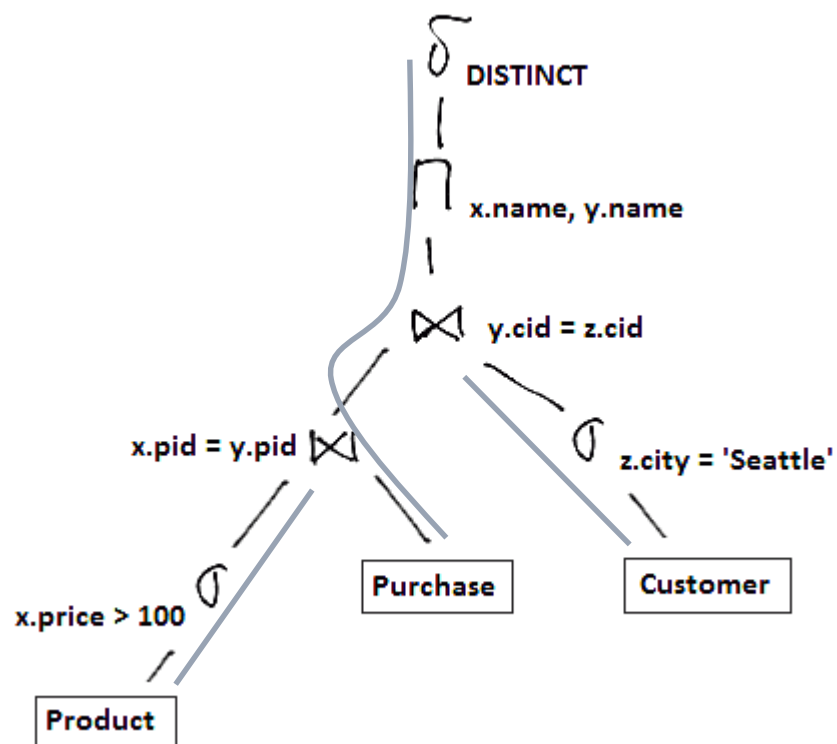 δ
DISTINCT
Π
x.name, y.name
⋈ y.cid = z.cid
x.pid = y.pid ⋈
σ z.city = 'Seattle'
Purchase
Customer
σ
x.price > 100
Product